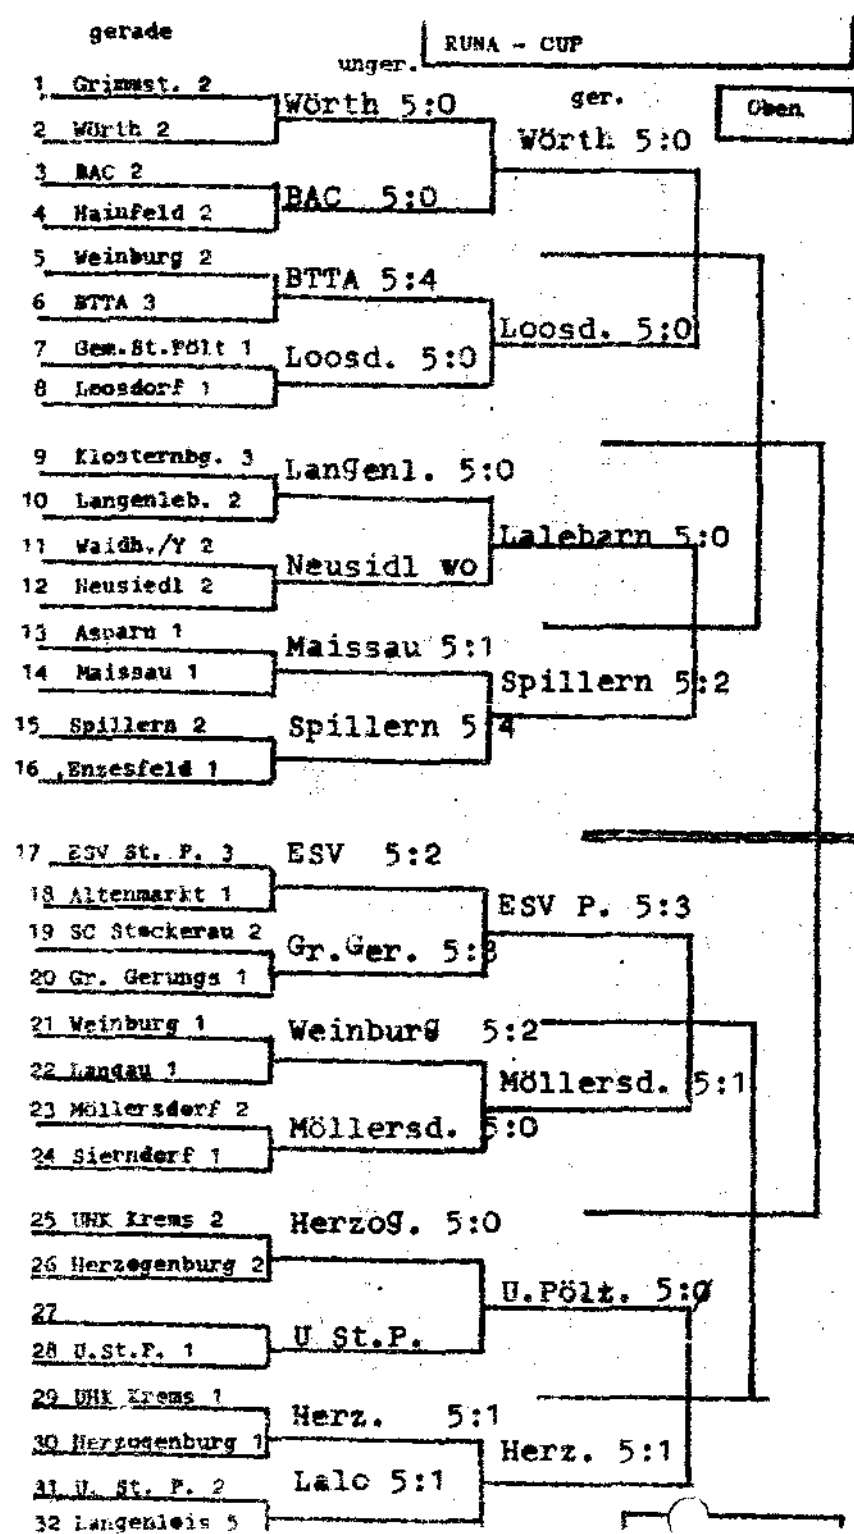 gerade
RUNA - CUP
unger.
ger.
Oben
1 Grimmst. 2
Wörth 5:0
2 Wörth 2
Wörth 5:0
3 BAC 2
BAC 5:0
4 Hainfeld 2
5 Weinburg 2
BTTA 5:4
6 BTTA 3
Loosd. 5:0
7 Gem.St.Pölt 1
Loosd. 5:0
8 Loosdorf 1
9 Klosternbg. 3
Langenl. 5:0
10 Langenleb. 2
Lalebarn 5:0
11 Waidh./Y 2
Neusidl wo
12 Neusiedl 2
13 Asparn 1
Maissau 5:1
14 Maissau 1
Spillern 5:2
15 Spillern 2
Spillern 5 4
16 Enzesfeld 1
17 ESV St. P. 3
ESV 5:2
18 Altenmarkt 1
ESV P. 5:3
19 SC Stockerau 2
Gr.Ger. 5:3
20 Gr. Gerungs 1
21 Weinburg 1
Weinburg 5:2
22 Landau 1
Möllersd. 5:1
23 Möllersdorf 2
Möllersd. 5:0
24 Sierndorf 1
25 UHK Krems 2
Herzog. 5:0
26 Herzogenburg 2
U.Pölt. 5:0
27
U St.P.
28 U.St.P. 1
29 UHK Krems 1
Herz. 5:1
30 Herzogenburg 1
Herz. 5:1
31 U. St. P. 2
Lalo 5:1
32 Langenlois 5